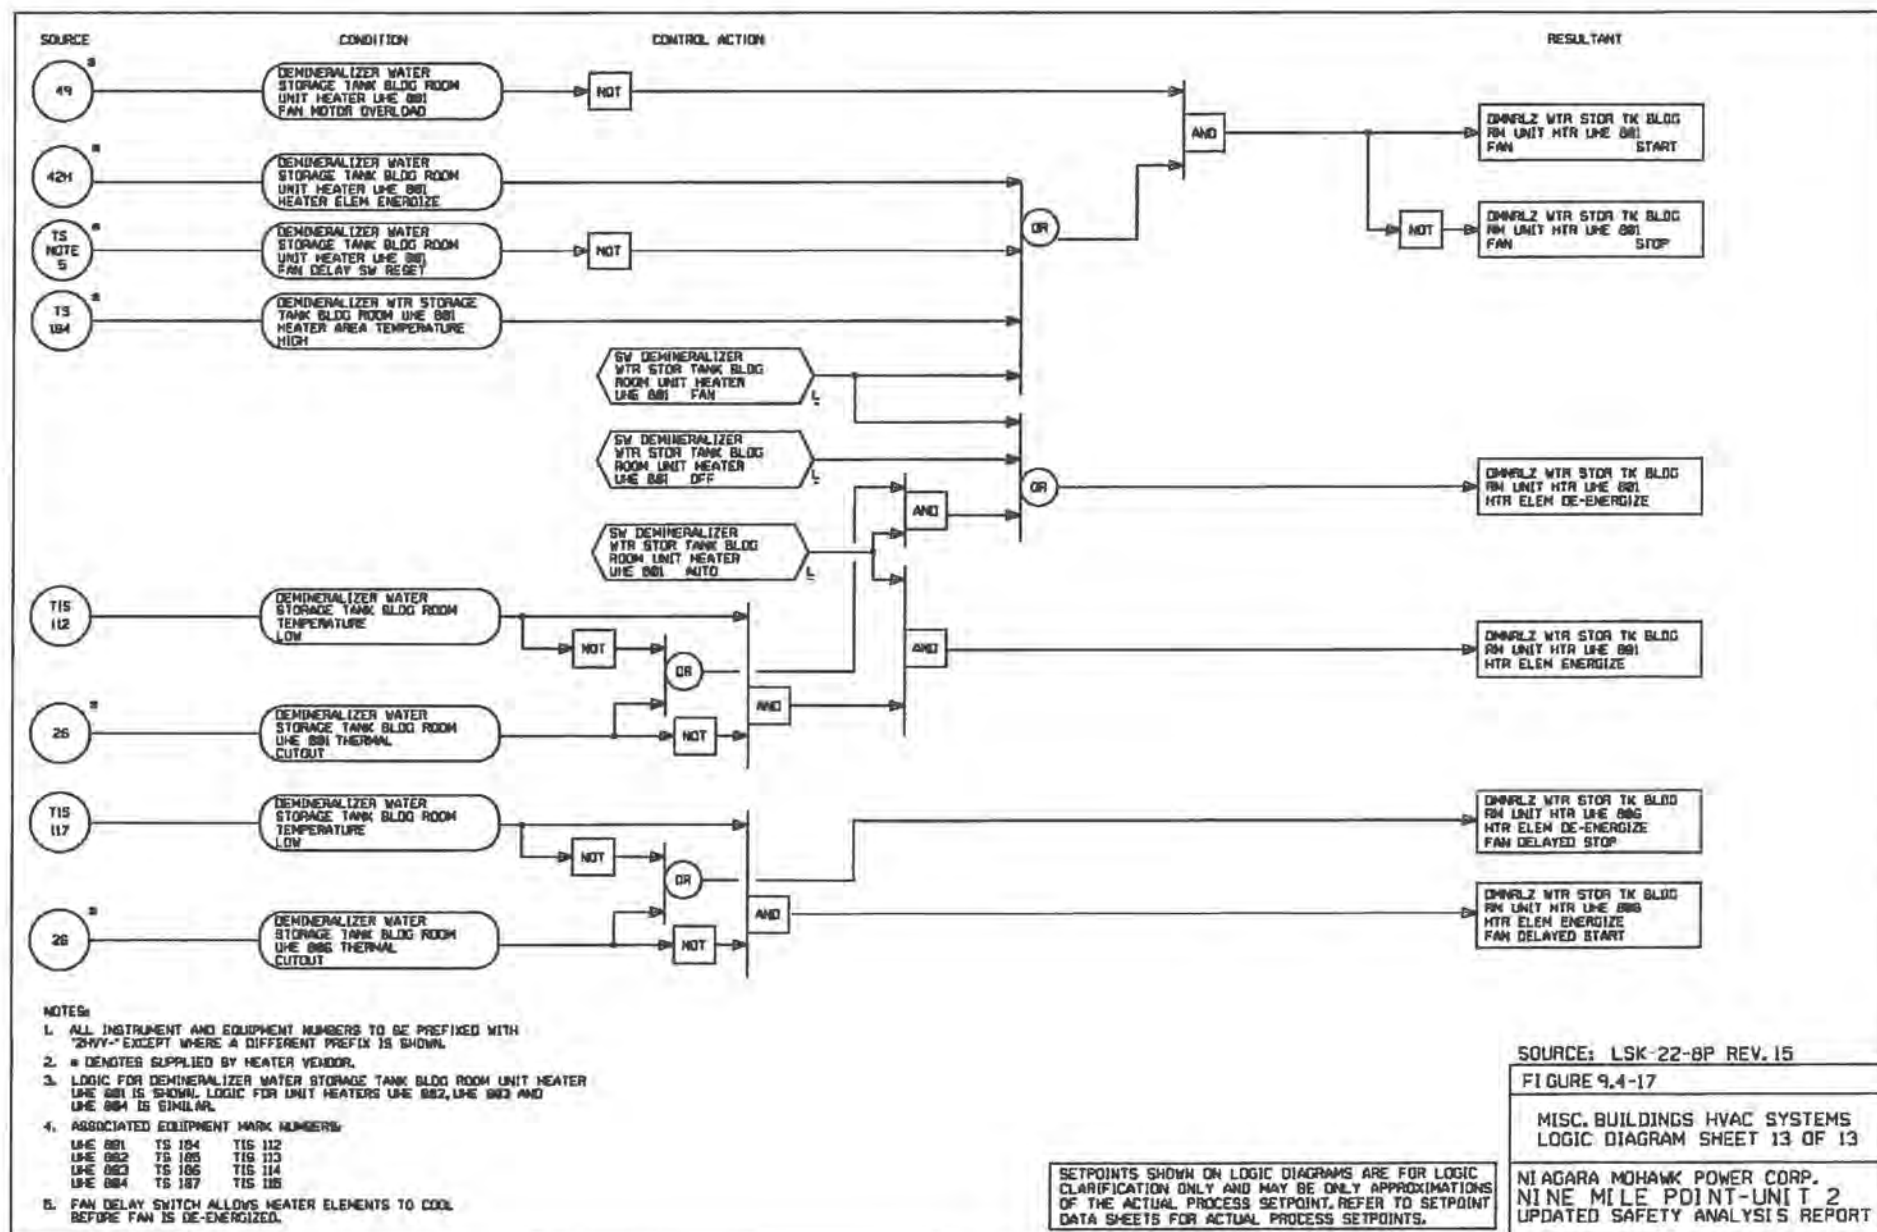 SOURCE
CONDITION
CONTROL ACTION
RESULTANT
49
*
DEMINERALIZER WATER
STORAGE TANK BLDG ROOM
UNIT HEATER UHE 881
FAN MOTOR OVERLOAD
NOT
AND
DMNRLZ WTR STOR TK BLDG
RM UNIT HTR UHE 881
FAN START
42H
*
DEMINERALIZER WATER
STORAGE TANK BLDG ROOM
UNIT HEATER UHE 881
HEATER ELEM ENERGIZE
OR
NOT
DMNRLZ WTR STOR TK BLDG
RM UNIT HTR UHE 881
FAN STOP
TS
NOTE
5
*
DEMINERALIZER WATER
STORAGE TANK BLDG ROOM
UNIT HEATER UHE 881
FAN DELAY SW RESET
NOT
TS
184
*
DEMINERALIZER WTR STORAGE
TANK BLDG ROOM UHE 881
HEATER AREA TEMPERATURE
HIGH
SW DEMINERALIZER
WTR STOR TANK BLDG
ROOM UNIT HEATER
UHE 881 FAN
L
SW DEMINERALIZER
WTR STOR TANK BLDG
ROOM UNIT HEATER
UHE 881 OFF
L
OR
DMNRLZ WTR STOR TK BLDG
RM UNIT HTR UHE 881
HTR ELEM DE-ENERGIZE
AND
SW DEMINERALIZER
WTR STOR TANK BLDG
ROOM UNIT HEATER
UHE 881 AUTO
L
TIS
112
DEMINERALIZER WATER
STORAGE TANK BLDG ROOM
TEMPERATURE
LOW
NOT
OR
AND
DMNRLZ WTR STOR TK BLDG
RM UNIT HTR UHE 881
HTR ELEM ENERGIZE
26
*
DEMINERALIZER WATER
STORAGE TANK BLDG ROOM
UHE 881 THERMAL
CUTOUT
NOT
AND
TIS
117
DEMINERALIZER WATER
STORAGE TANK BLDG ROOM
TEMPERATURE
LOW
NOT
OR
DMNRLZ WTR STOR TK BLDG
RM UNIT HTR UHE 886
HTR ELEM DE-ENERGIZE
FAN DELAYED STOP
26
*
DEMINERALIZER WATER
STORAGE TANK BLDG ROOM
UHE 886 THERMAL
CUTOUT
NOT
AND
DMNRLZ WTR STOR TK BLDG
RM UNIT HTR UHE 886
HTR ELEM ENERGIZE
FAN DELAYED START
NOTES:
1. ALL INSTRUMENT AND EQUIPMENT NUMBERS TO BE PREFIXED WITH
"2HVY-" EXCEPT WHERE A DIFFERENT PREFIX IS SHOWN.
2. * DENOTES SUPPLIED BY HEATER VENDOR.
3. LOGIC FOR DEMINERALIZER WATER STORAGE TANK BLDG ROOM UNIT HEATER
UHE 881 IS SHOWN. LOGIC FOR UNIT HEATERS UHE 882, UHE 883 AND
UHE 884 IS SIMILAR.
4. ASSOCIATED EQUIPMENT MARK NUMBERS:
UHE 881 TS 184 TIS 112
UHE 882 TS 185 TIS 113
UHE 883 TS 186 TIS 114
UHE 884 TS 187 TIS 115
5. FAN DELAY SWITCH ALLOWS HEATER ELEMENTS TO COOL
BEFORE FAN IS DE-ENERGIZED.
SETPOINTS SHOWN ON LOGIC DIAGRAMS ARE FOR LOGIC
CLARIFICATION ONLY AND MAY BE ONLY APPROXIMATIONS
OF THE ACTUAL PROCESS SETPOINT. REFER TO SETPOINT
DATA SHEETS FOR ACTUAL PROCESS SETPOINTS.
SOURCE: LSK-22-8P REV. 15
FIGURE 9.4-17
MISC. BUILDINGS HVAC SYSTEMS
LOGIC DIAGRAM SHEET 13 OF 13
NIAGARA MOHAWK POWER CORP.
NINE MILE POINT-UNIT 2
UPDATED SAFETY ANALYSIS REPORT